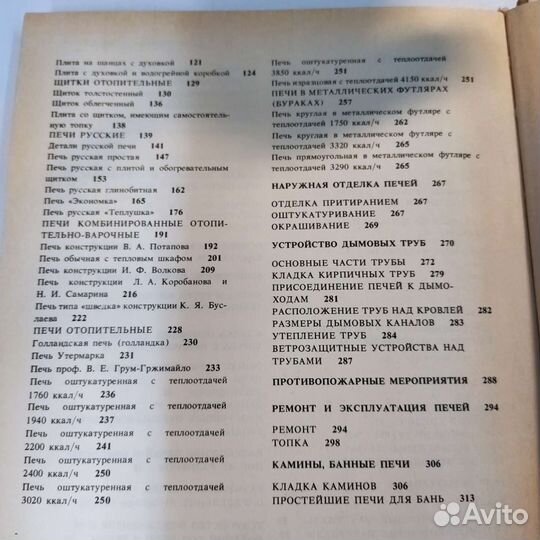 Плита на шанцах с духовкой 121
Плита с духовкой и водогрейной коробкой 124
ЩИТКИ ОТОПИТЕЛЬНЫЕ 129
Щиток толстостенный 130
Щиток облегченный 136
Плита со щитком, имеющим самостоятель-
ную топку 138
ПЕЧИ РУССКИЕ 139
Детали русской печи 141
Печь русская простая 147
Печь русская с плитой и обогревательным
щитком 153
Печь русская глинобитная 162
Печь «Экономка» 165
Печь русская «Теплушка» 176
ПЕЧИ КОМБИНИРОВАННЫЕ ОТОПИ-
ТЕЛЬНО-ВАРОЧНЫЕ 191
Печь конструкции В. А. Потапова 192
Печь обычная с тепловым шкафом 201
Печь конструкции И. Ф. Волкова 209
Печь конструкции Л. А. Коробанова и
Н. И. Самарина 216
Печь типа «шведка» конструкции К. Я. Бус-
лаева 222
ПЕЧИ ОТОПИТЕЛЬНЫЕ 228
Голландская печь (голландка) 230
Печь Утермарка 231
Печь проф. В. Е. Грум-Гржимайло 233
Печь оштукатуренная с теплоотдачей
1760 ккал/ч 236
Печь оштукатуренная с теплоотдачей
1940 ккал/ч 237
Печь оштукатуренная с теплоотдачей
2200 ккал/ч 241
Печь оштукатуренная с теплоотдачей
2400 ккал/ч 250
Печь оштукатуренная с теплоотдачей
3020 ккал/ч 250
Печь оштукатуренная с теплоотдачей
3850 ккал/ч 251
Печь изразцовая с теплоотдачей 4150 ккал/ч 251
ПЕЧИ В МЕТАЛЛИЧЕСКИХ ФУТЛЯРАХ
(БУРАКАХ) 257
Печь круглая в металлическом футляре с
теплоотдачей 1750 ккал/ч 262
Печь круглая в металлическом футляре с
теплоотдачей 3320 ккал/ч 265
Печь прямоугольная в металлическом футляре с
теплоотдачей 3290 ккал/ч 265
НАРУЖНАЯ ОТДЕЛКА ПЕЧЕЙ 267
ОТДЕЛКА ПРИТИРАНИЕМ 267
ОШТУКАТУРИВАНИЕ 267
ОКРАШИВАНИЕ 269
УСТРОЙСТВО ДЫМОВЫХ ТРУБ 270
ОСНОВНЫЕ ЧАСТИ ТРУБЫ 272
КЛАДКА КИРПИЧНЫХ ТРУБ 279
ПРИСОЕДИНЕНИЕ ПЕЧЕЙ К ДЫМО-
ХОДАМ 281
РАСПОЛОЖЕНИЕ ТРУБ НАД КРОВЛЕЙ 282
РАЗМЕРЫ ДЫМОВЫХ КАНАЛОВ 283
УТЕПЛЕНИЕ ТРУБ 284
ВЕТРОЗАЩИТНЫЕ УСТРОЙСТВА НАД
ТРУБАМИ 287
ПРОТИВОПОЖАРНЫЕ МЕРОПРИЯТИЯ 288
РЕМОНТ И ЭКСПЛУАТАЦИЯ ПЕЧЕЙ 294
РЕМОНТ 294
ТОПКА 298
КАМИНЫ, БАННЫЕ ПЕЧИ 306
КЛАДКА КАМИНОВ 306
ПРОСТЕЙШИЕ ПЕЧИ ДЛЯ БАНЬ 313
Avito